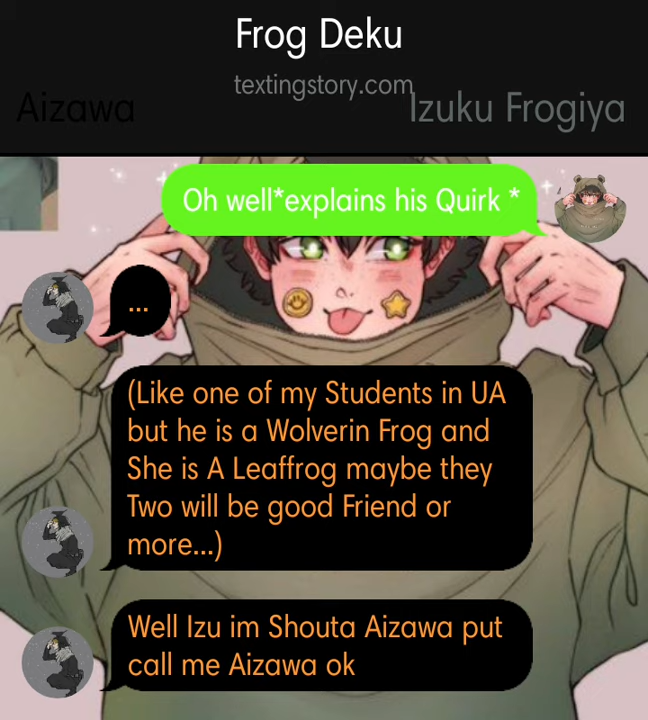 Frog Deku
textingstory.com
Aizawa
Izuku Frogiya
Oh well*explains his Quirk *
...
(Like one of my Students in UA
but he is a Wolverin Frog and
She is A Leaffrog maybe they
Two will be good Friend or
more...)
Well Izu im Shouta Aizawa put
call me Aizawa ok